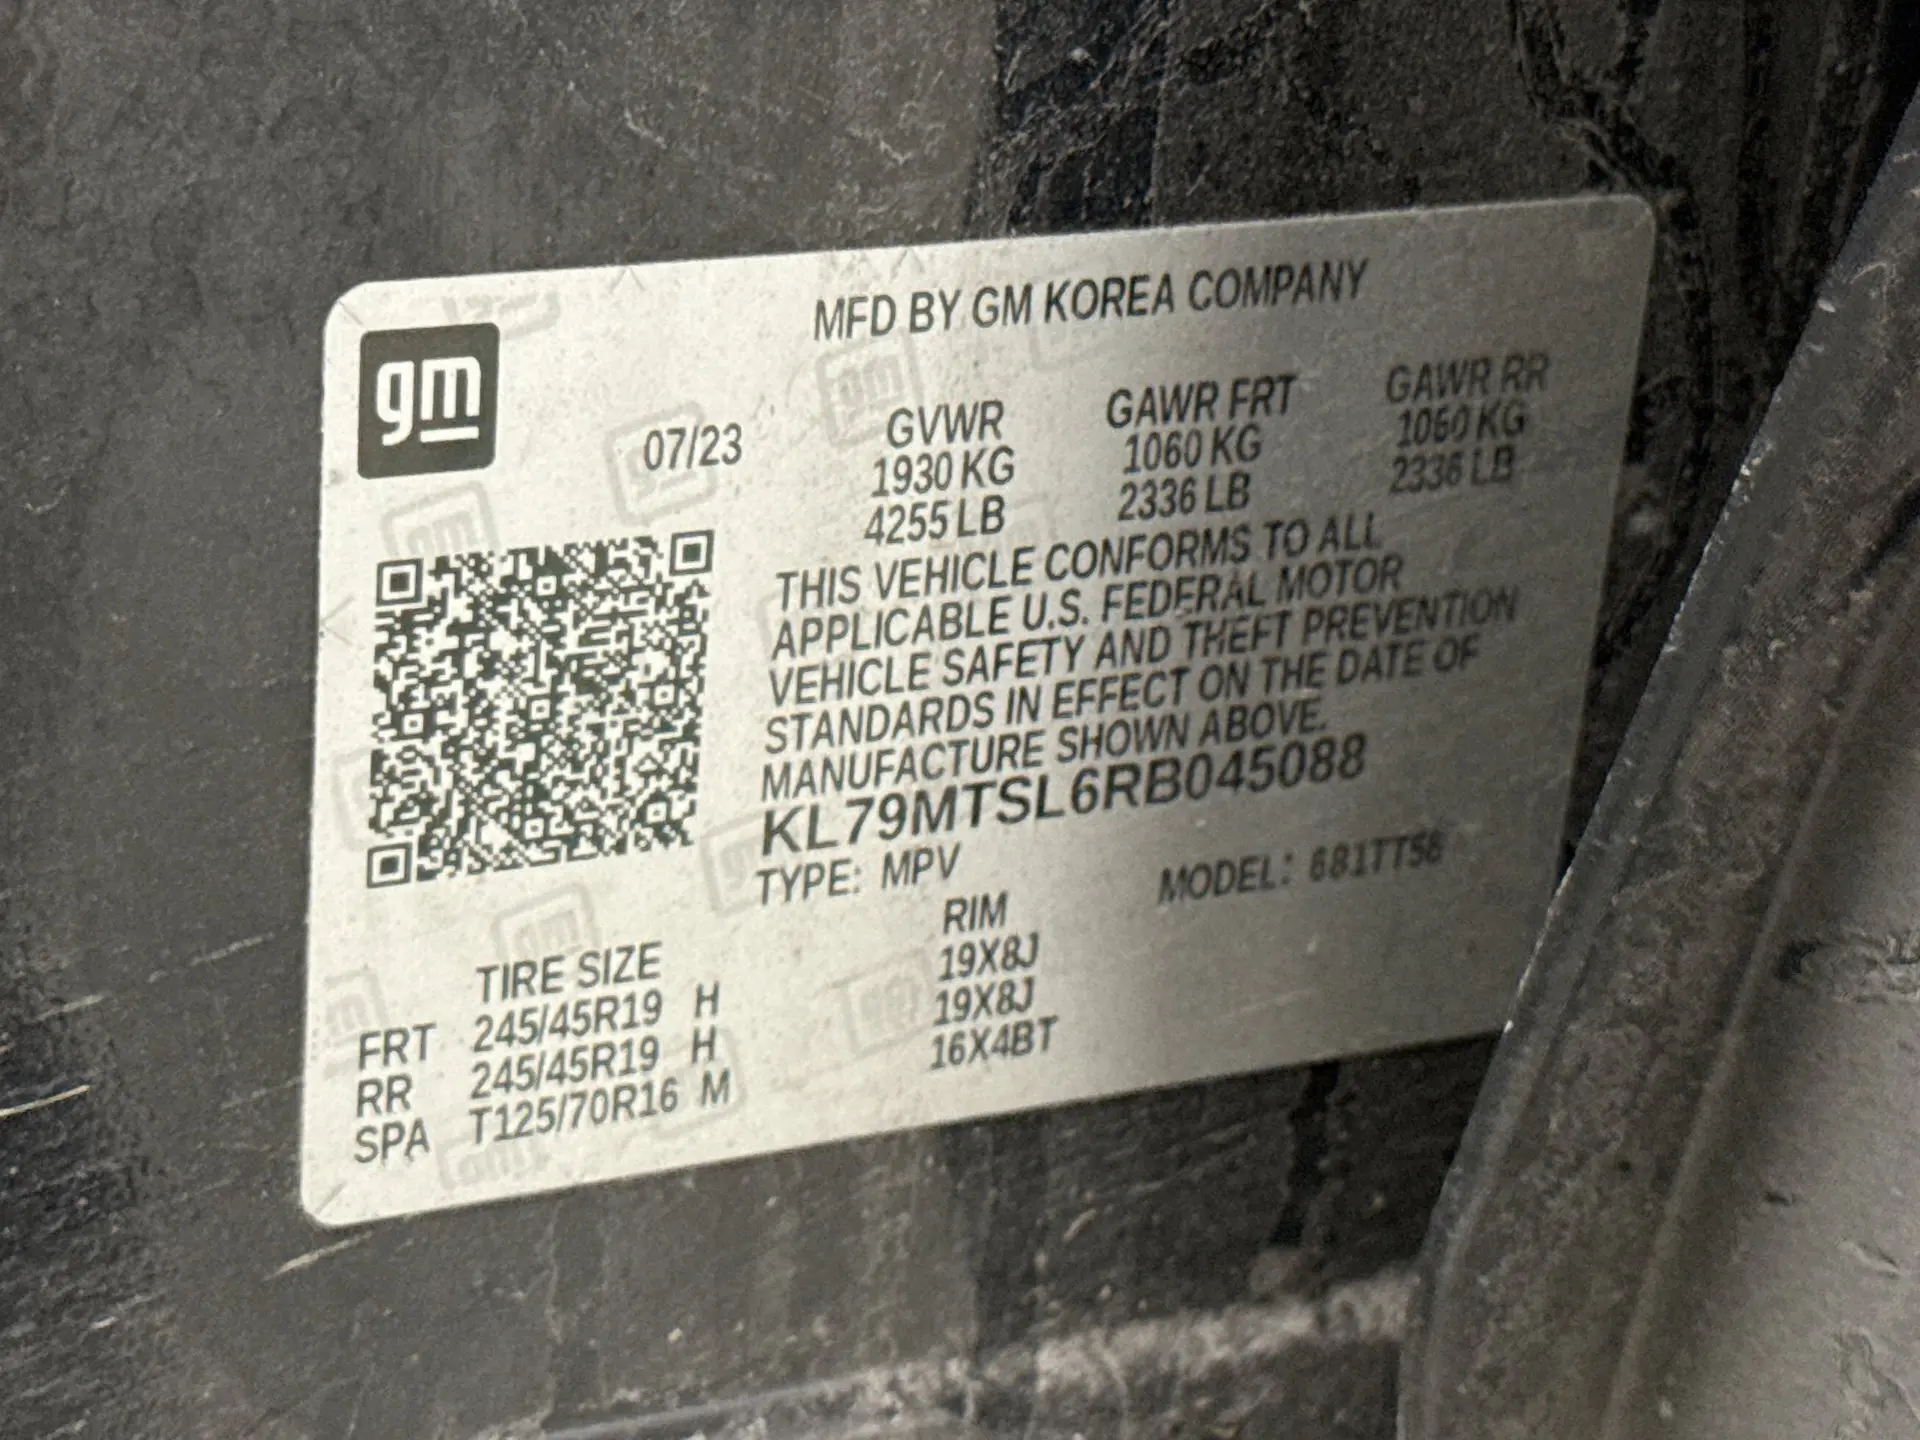 gm
MFD BY GM KOREA COMPANY
07/23
GVWR GAWR FRT GAWR RR
1930 KG 1060 KG 1060 KG
4255 LB 2336 LB 2336 LB
THIS VEHICLE CONFORMS TO ALL
APPLICABLE U.S. FEDERAL MOTOR
VEHICLE SAFETY AND THEFT PREVENTION
STANDARDS IN EFFECT ON THE DATE OF
MANUFACTURE SHOWN ABOVE.
KL79MTSL6RB045088
TYPE: MPV MODEL:
TIRE SIZE RIM
FRT 245/45R19 H 19X8J
RR 245/45R19 H 19X8J
SPA T125/70R16 M 16X4BT